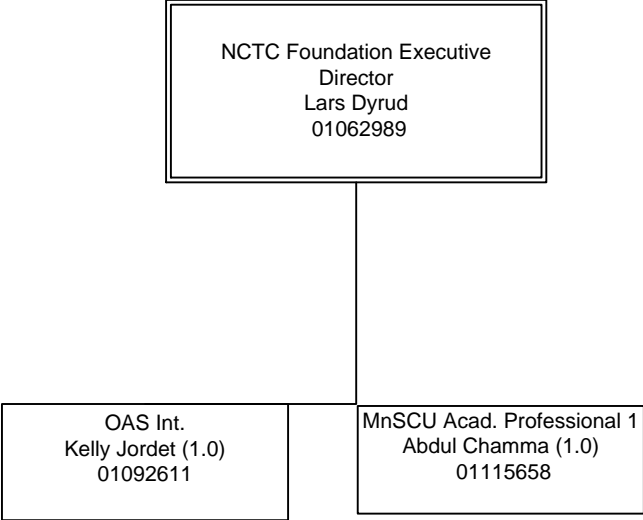 NCTC Foundation Executive
Director
Lars Dyrud
01062989
OAS Int.
Kelly Jordet (1.0)
01092611
MnSCU Acad. Professional 1
Abdul Chamma (1.0)
01115658